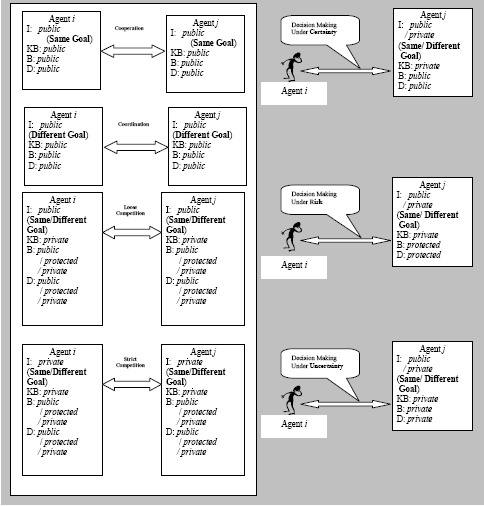 Agent i
I: public
(Same Goal)
KB: public
B: public
D: public
Cooperation
Agent j
I: public
(Same Goal)
KB: public
B: public
D: public
Agent i
I: public
(Different Goal)
KB: public
B: public
D: public
Coordination
Agent j
I: public
(Different Goal)
KB: public
B: public
D: public
Agent i
I: public
(Same/Different
Goal)
KB: private
B: public
/ protected
/ private
D: public
/ protected
/ private
Loose
Competition
Agent j
I: public
(Same/Different
Goal)
KB: private
B: public
/ protected
/ private
D: public
/ protected
/ private
Agent i
I: private
(Same/Different
Goal)
KB: private
B: public
/ protected
/ private
D: public
/ protected
/ private
Strict
Competition
Agent j
I: private
(Same/Different
Goal)
KB: private
B: public
/ protected
/ private
D: public
/ protected
/ private
Decision Making
Under Certainty
Agent i
Agent j
I: public
/ private
(Same/ Different
Goal)
KB: private
B: public
D: public
Decision Making
Under Risk
Agent i
Agent j
I: public
/ private
(Same/ Different
Goal)
KB: private
B: protected
D: protected
Decision Making
Under Uncertainty
Agent i
Agent j
I: public
/ private
(Same/ Different
Goal)
KB: private
B: private
D: private